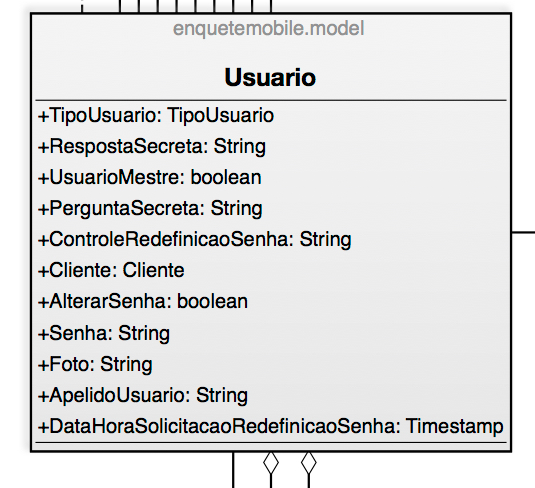 enquetemobile.model
Usuario
+TipoUsuario: TipoUsuario
+RespostaSecreta: String
+UsuarioMestre: boolean
+PerguntaSecreta: String
+ControleRedefinicaoSenha: String
+Cliente: Cliente
+AlterarSenha: boolean
+Senha: String
+Foto: String
+ApelidoUsuario: String
+DataHoraSolicitacaoRedefinicaoSenha: Timestamp